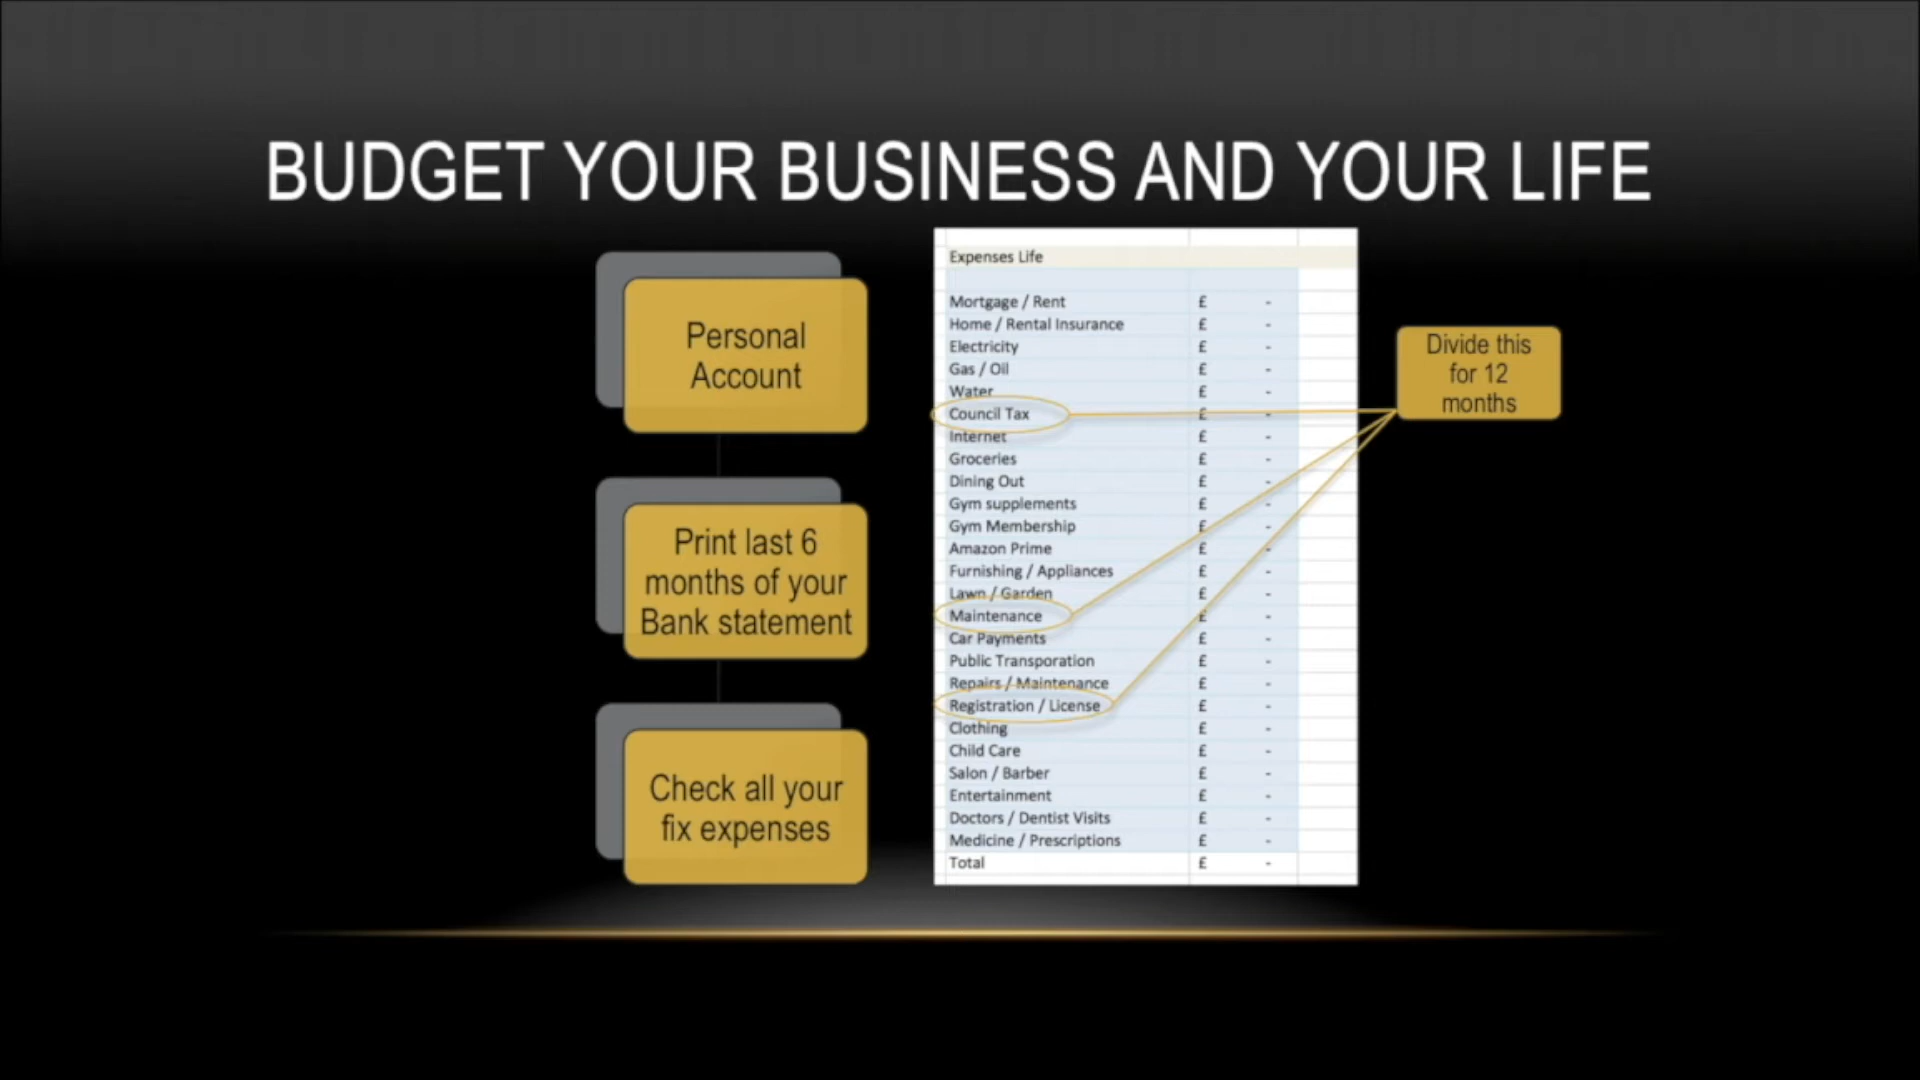 BUDGET YOUR BUSINESS AND YOUR LIFE
Personal
Account
Print last 6
months of your
Bank statement
Check all your
fix expenses
Expenses Life
Mortgage / Rent £ -
Home / Rental Insurance £ -
Electricity £ -
Gas / Oil £ -
Water £ -
Council Tax £ -
Internet £ -
Groceries £ -
Dining Out £ -
Gym supplements £ -
Gym Membership £ -
Amazon Prime £ -
Furnishing / Appliances £ -
Lawn / Garden £ -
Maintenance £ -
Car Payments £ -
Public Transporation £ -
Repairs / Maintenance £ -
Registration / License £ -
Clothing £ -
Child Care £ -
Salon / Barber £ -
Entertainment £ -
Doctors / Dentist Visits £ -
Medicine / Prescriptions £ -
Total £ -
Divide this
for 12
months